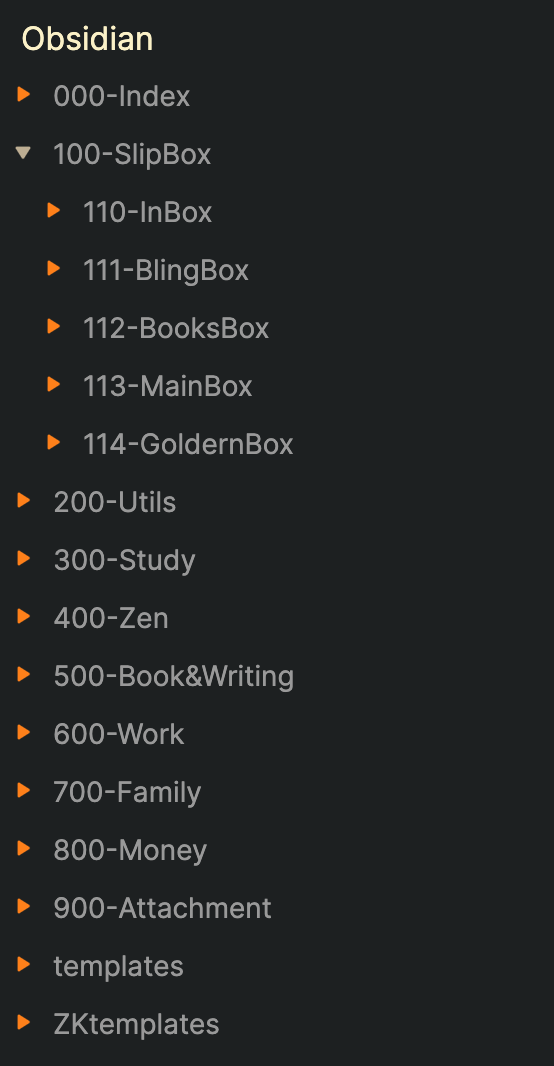 Obsidian
000-Index
100-SlipBox
110-InBox
111-BlingBox
112-BooksBox
113-MainBox
114-GoldernBox
200-Utils
300-Study
400-Zen
500-Book&Writing
600-Work
700-Family
800-Money
900-Attachment
templates
ZKtemplates